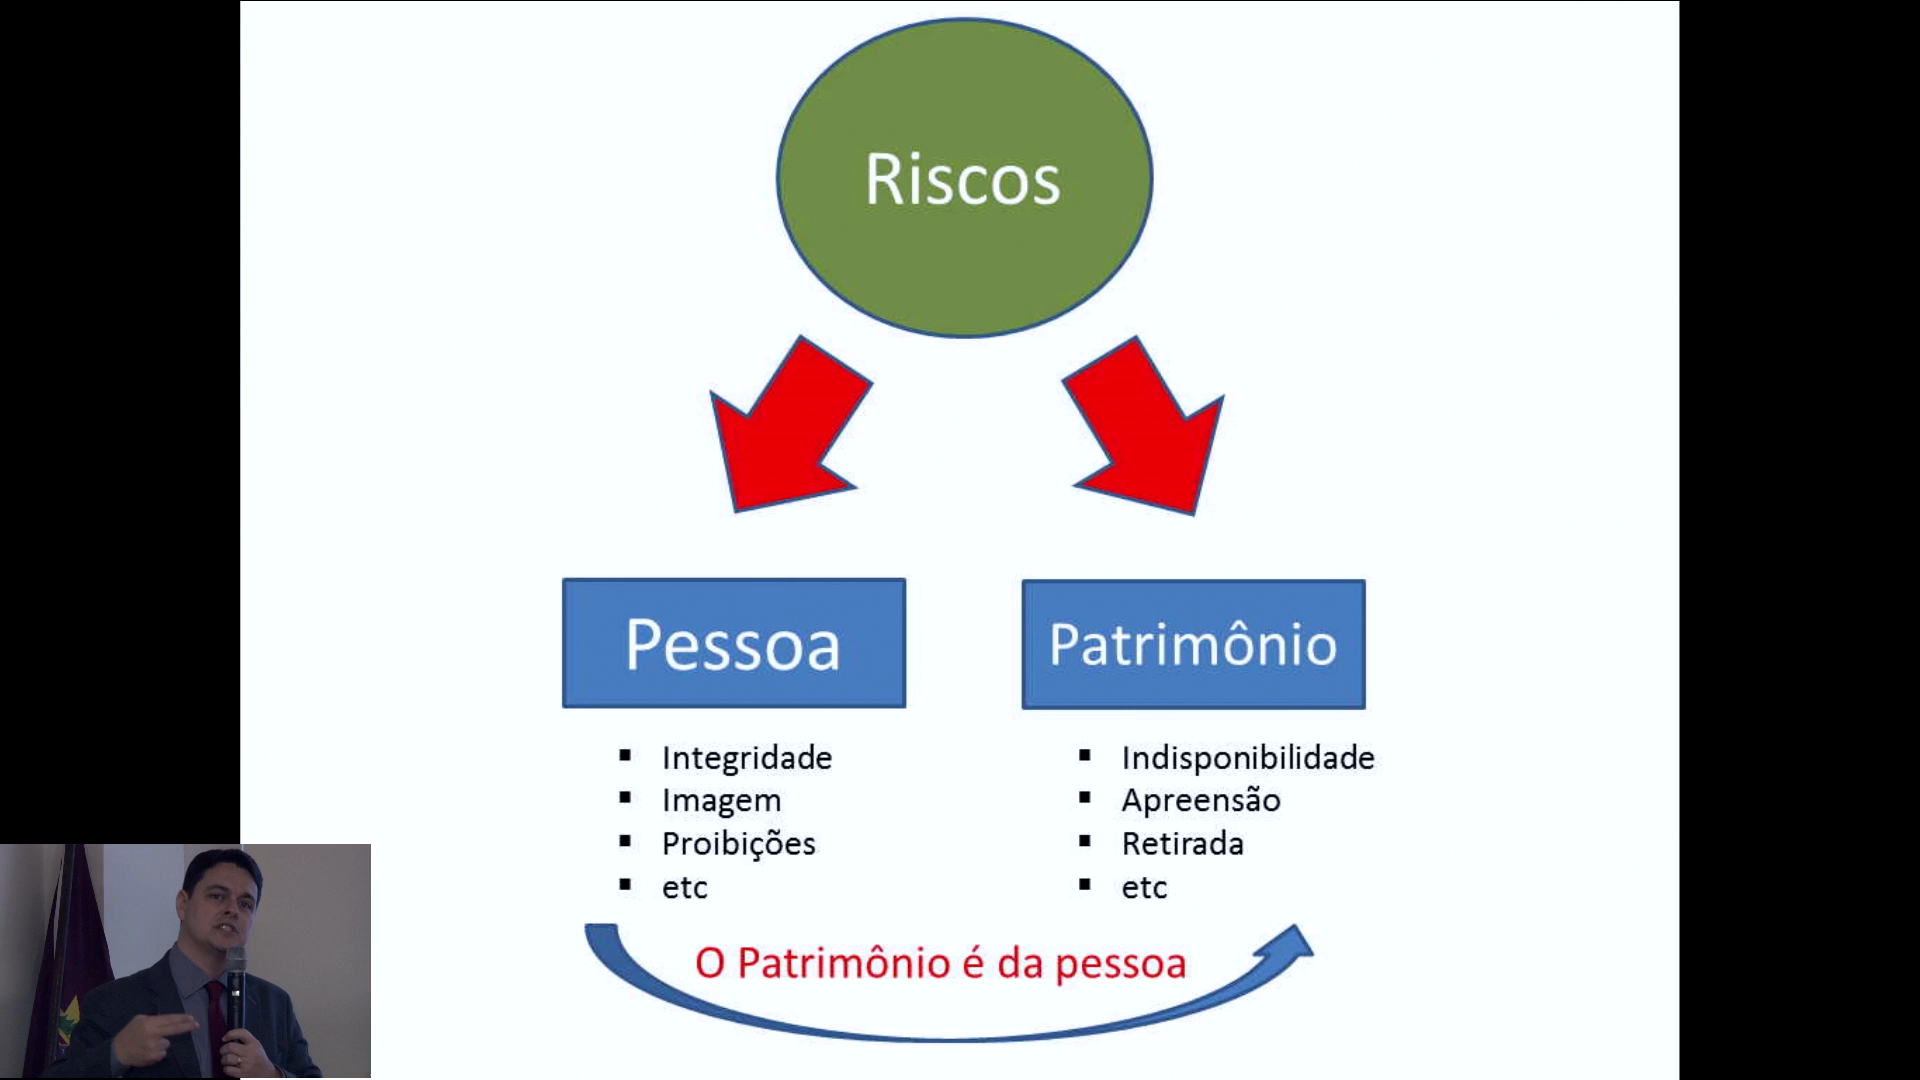 Riscos
Pessoa
Integridade
Imagem
Proibições
etc
Patrimônio
Indisponibilidade
Apreensão
Retirada
etc
O Patrimônio é da pessoa